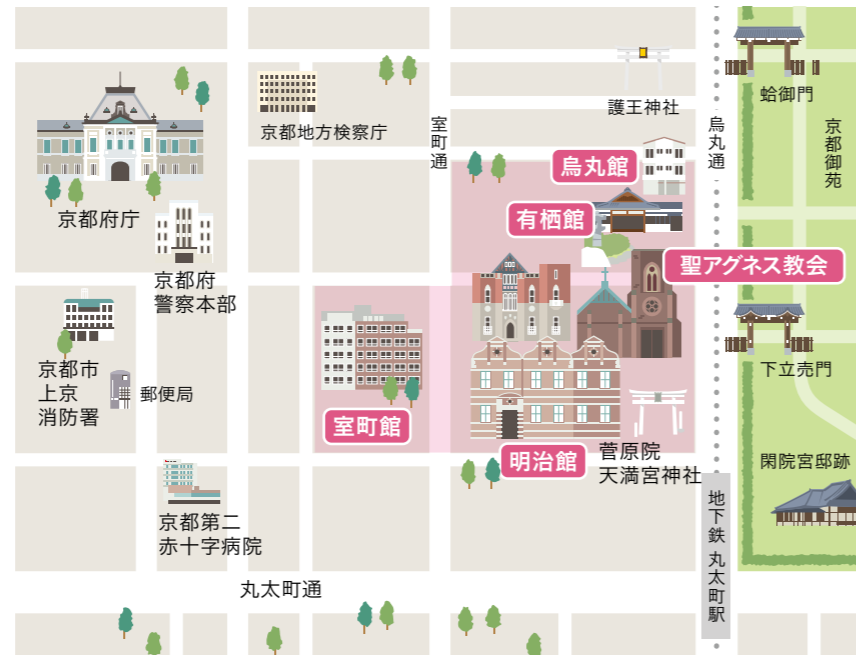 蛤御門
護王神社
京都地方検察庁
室町通
烏丸通
京都御苑
烏丸館
有栖館
京都府庁
聖アグネス教会
京都府
警察本部
下立売門
京都市
上京
消防署
郵便局
室町館
明治館
菅原院
天満宮神社
閑院宮邸跡
地下鉄 丸太町駅
京都第二
赤十字病院
丸太町通